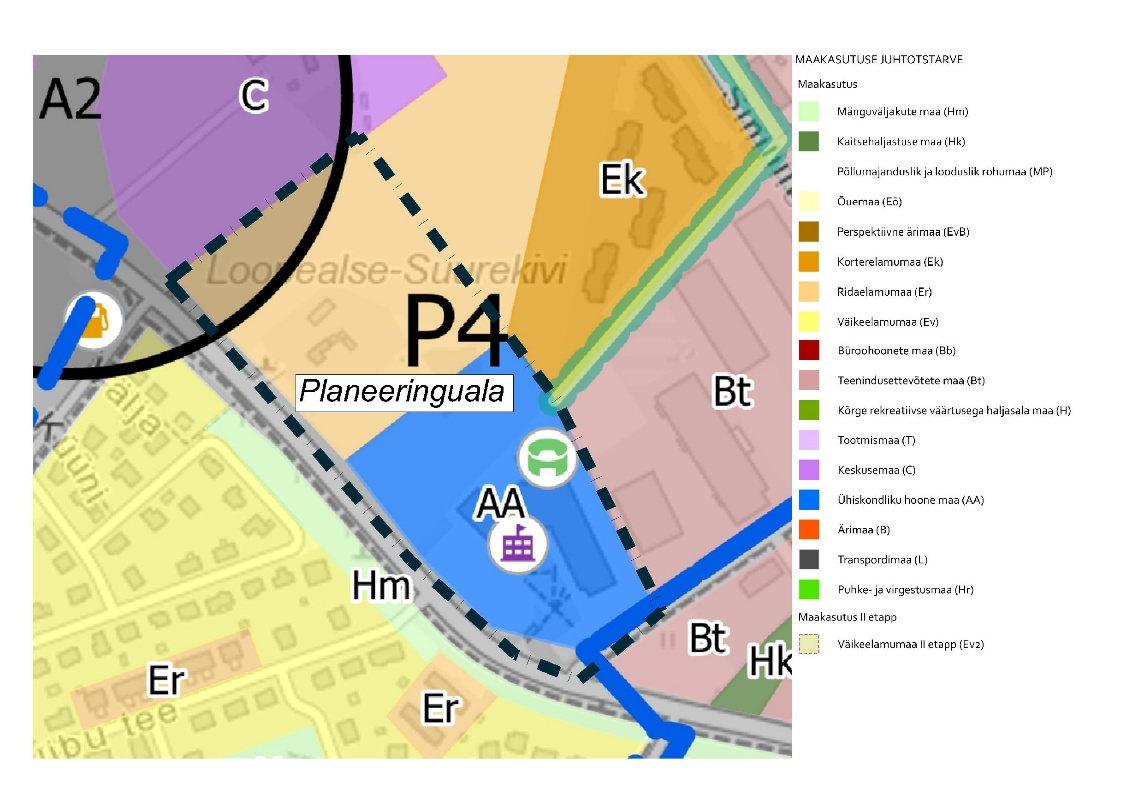 A2
C
Ek
Loopealse-Suurekivi
P4
Planeeringuala
Bt
AA
Hm
Bt
Hk
Er
Er
tee
MAAKASUTUSE JUHTOTSTARVE
Maakasutus
Mänguväljakute maa (Hm)
Kaitsehaljastuse maa (Hk)
Põllumajanduslik ja looduslik rohumaa (MP)
Õuemaa (Eõ)
Perspektiivne ärimaa (EvB)
Korterelamumaa (Ek)
Ridaelamumaa (Er)
Väikeelamumaa (Ev)
Büroohoonete maa (Bb)
Teenindusettevõtete maa (Bt)
Kõrge rekreatiivse väärtusega haljasala maa (H)
Tootmismaa (T)
Keskusemaa (C)
Ühiskondliku hoone maa (AA)
Ärimaa (B)
Transpordimaa (L)
Puhke- ja virgestusmaa (Hr)
Maakasutus II etapp
Väikeelamumaa II etapp (Ev2)